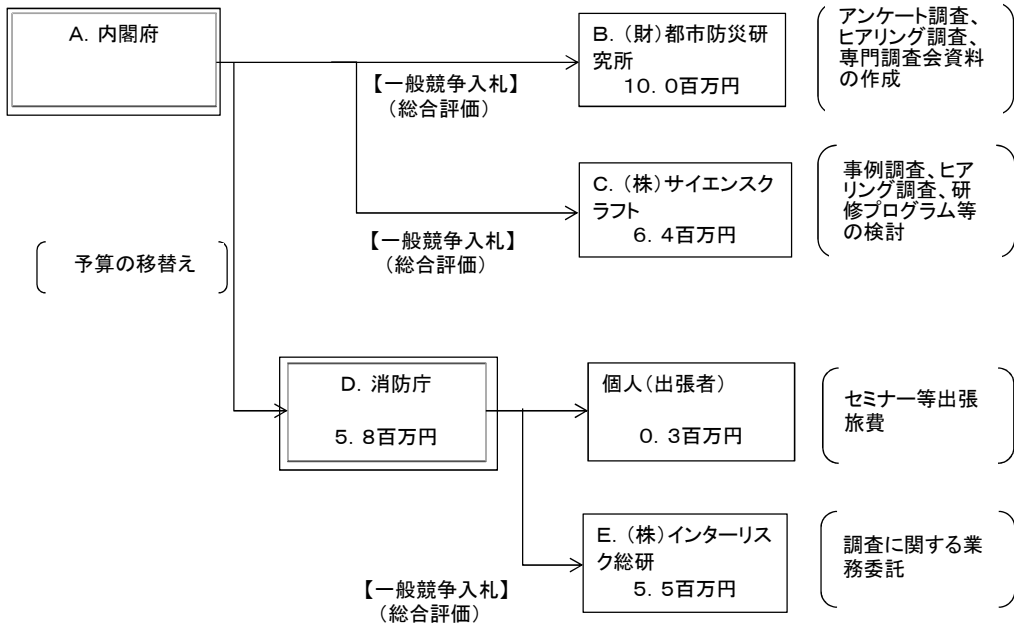 A. 内閣府
B. (財)都市防災研
究所
10. 0百万円
アンケート調査、
ヒアリング調査、
専門調査会資料
の作成
【一般競争入札】
(総合評価)
C. (株)サイエンスク
ラフト
6. 4百万円
事例調査、ヒア
リング調査、研
修プログラム等
の検討
【一般競争入札】
(総合評価)
予算の移替え
D. 消防庁
5. 8百万円
個人(出張者)
0. 3百万円
セミナー等出張
旅費
E. (株)インターリス
ク総研
5. 5百万円
調査に関する業
務委託
【一般競争入札】
(総合評価)